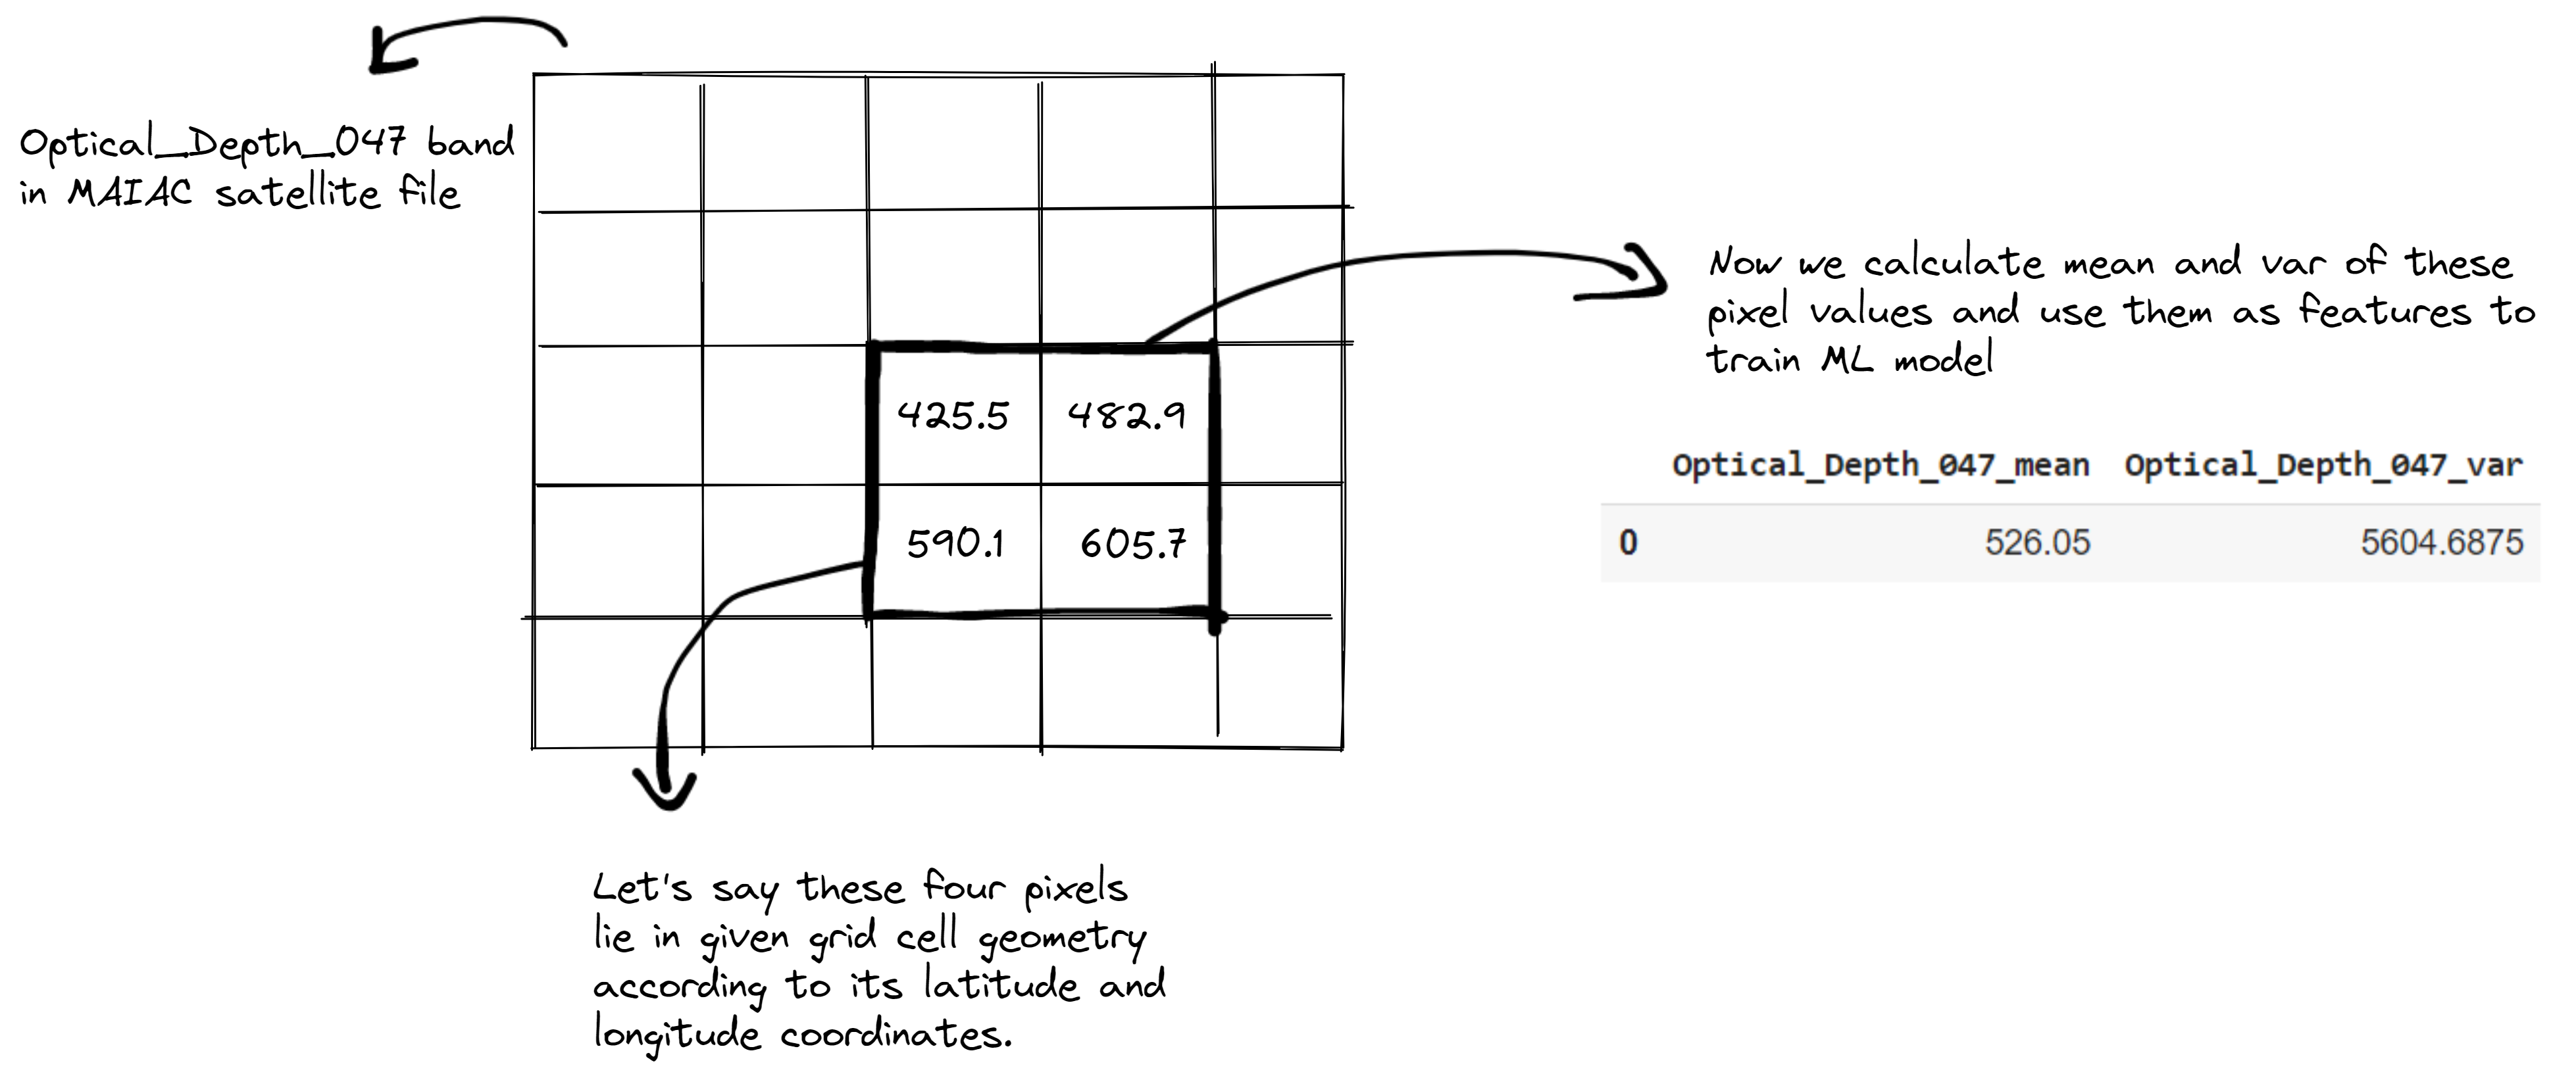 Optical_Depth_047 band
in MAIAC satellite file
Now we calculate mean and var of these
pixel values and use them as features to
train ML model
425.5 482.9
590.1 605.7
Optical_Depth_047_mean Optical_Depth_047_var
0 526.05 5604.6875
Let's say these four pixels
lie in given grid cell geometry
according to its latitude and
longitude coordinates.